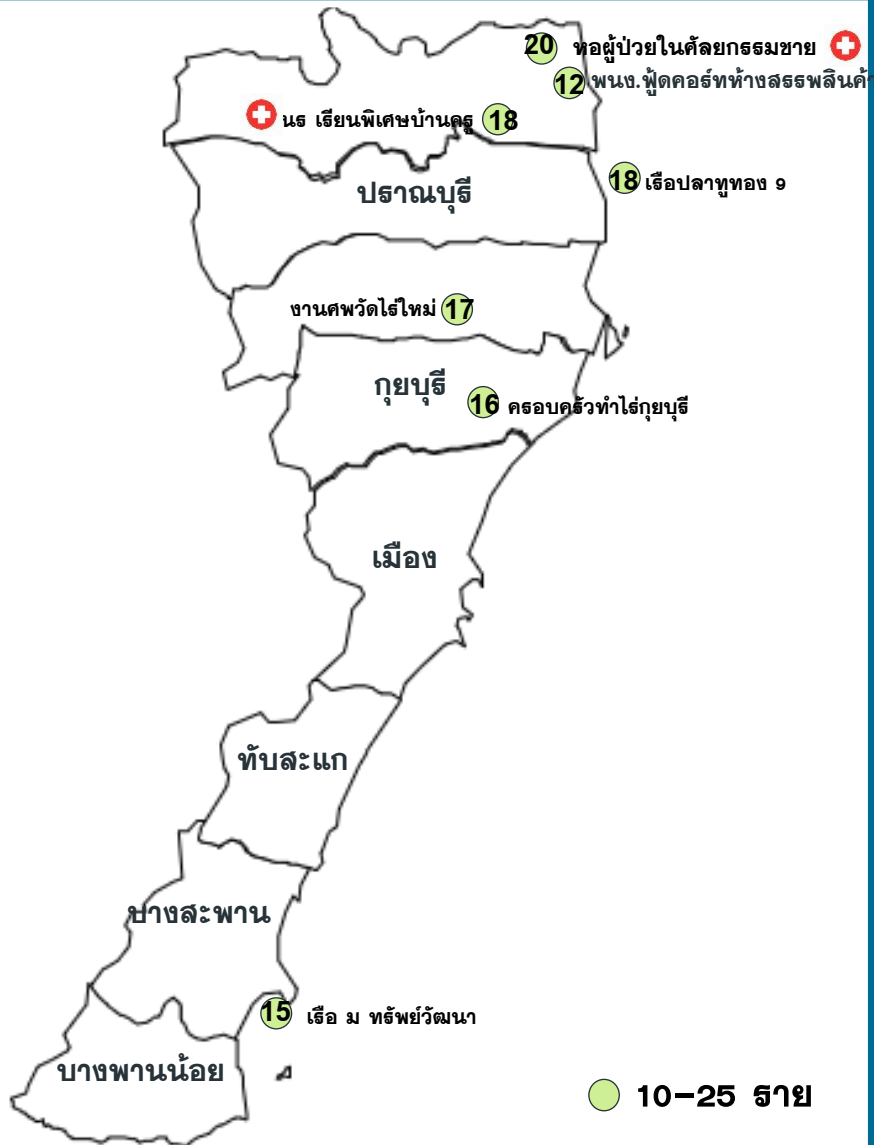 20 หอผู้ป่วยในศัลยกรรมชาย
12 พนง.ฟู้ดคอร์ทห้างสรรพสินค้า
นร เรียนพิเศษบ้านครู 18
18 เรือปลาทูทอง 9
ปราณบุรี
งานศพวัดไร่ใหม่ 17
กุยบุรี
16 ครอบครัวทำไร่กุยบุรี
เมือง
ทับสะแก
บางสะพาน
15 เรือ ม ทรัพย์วัฒนา
บางพานน้อย
10-25 ราย